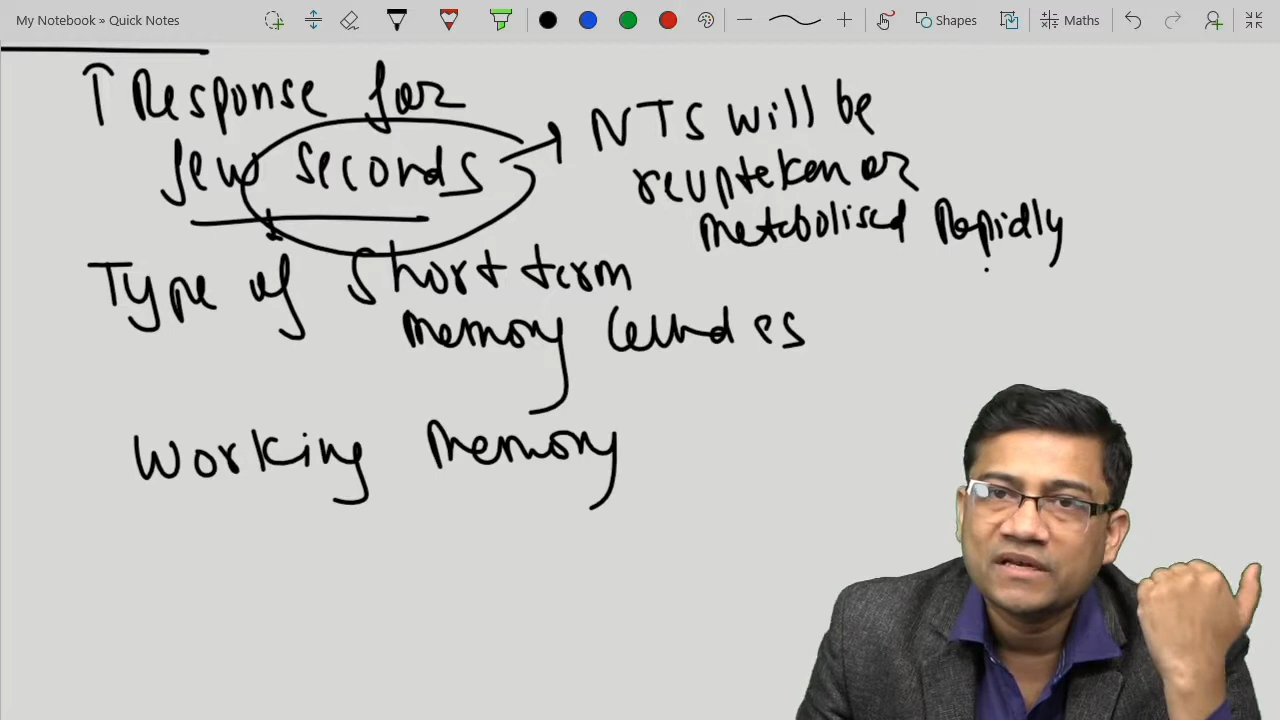 My Notebook » Quick Notes
Shapes
Maths
↑ Response for
few seconds → NTS will be
reuptaken or
metabolised Rapidly
Type of Short term
memory
Working memory